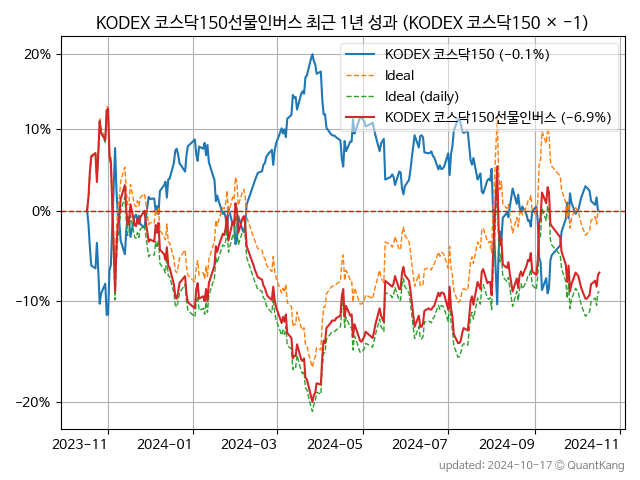 KODEX 코스닥150선물인버스 최근 1년 성과 (KODEX 코스닥150 × −1)
20%
10%
0%
−10%
−20%
KODEX 코스닥150 (−0.1%)
Ideal
Ideal (daily)
KODEX 코스닥150선물인버스 (−6.9%)
2023-11
2024-01
2024-03
2024-05
2024-07
2024-09
2024-11
updated: 2024-10-17 © QuantKang